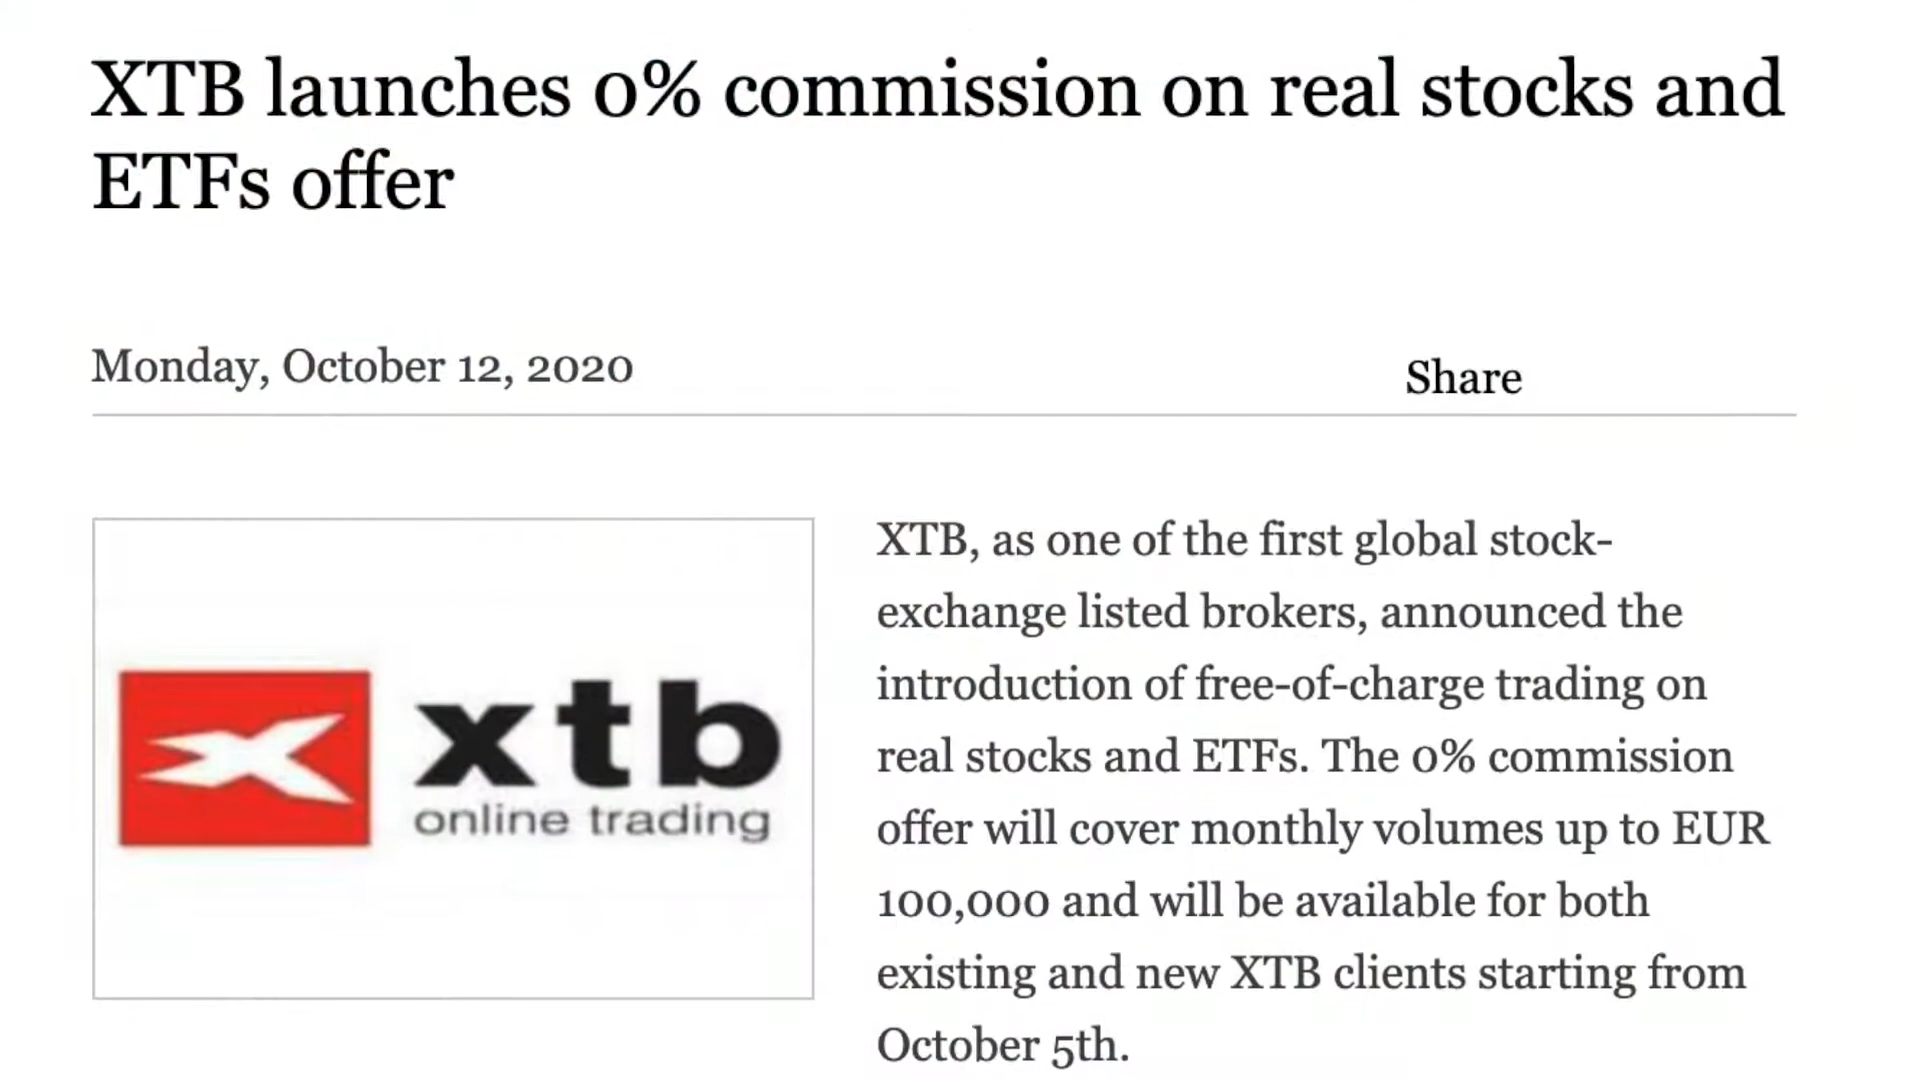 XTB launches 0% commission on real stocks and
ETFs offer
Monday, October 12, 2020
Share
xtb
online trading
XTB, as one of the first global stock-
exchange listed brokers, announced the
introduction of free-of-charge trading on
real stocks and ETFs. The 0% commission
offer will cover monthly volumes up to EUR
100,000 and will be available for both
existing and new XTB clients starting from
October 5th.